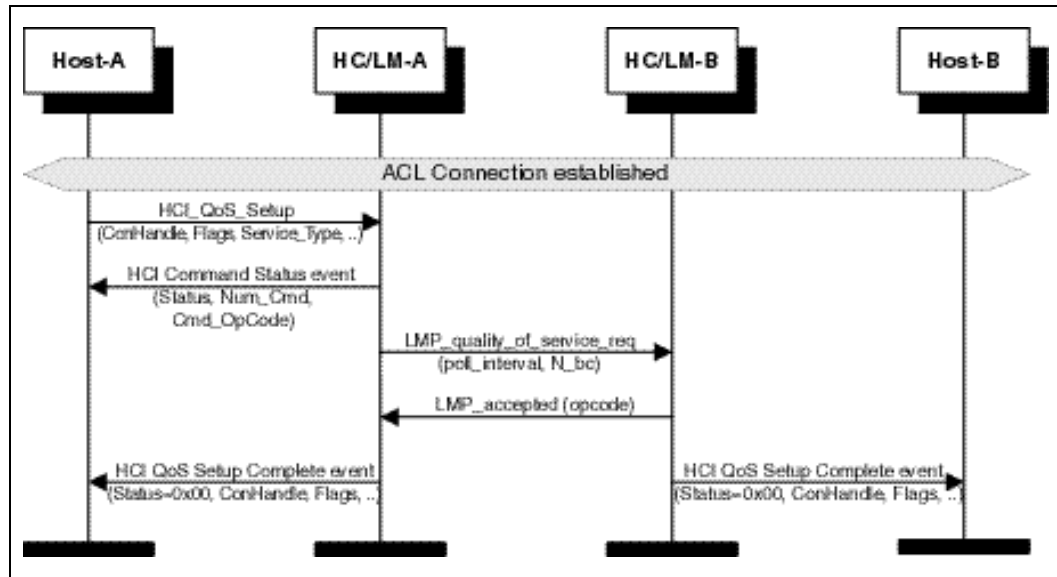 Host-A
HC/LM-A
HC/LM-B
Host-B
ACL Connection established
HCI_QoS_Setup
(ConHandle, Flags, Service_Type, ..)
HCI Command Status event
(Status, Num_Cmd,
Cmd_OpCode)
LMP_quality_of_service_req
(poll_interval, N_bc)
LMP_accepted (opcode)
HCI QoS Setup Complete event
(Status=0x00, ConHandle, Flags, ..)
HCI QoS Setup Complete event
(Status=0x00, ConHandle, Flags, ..)